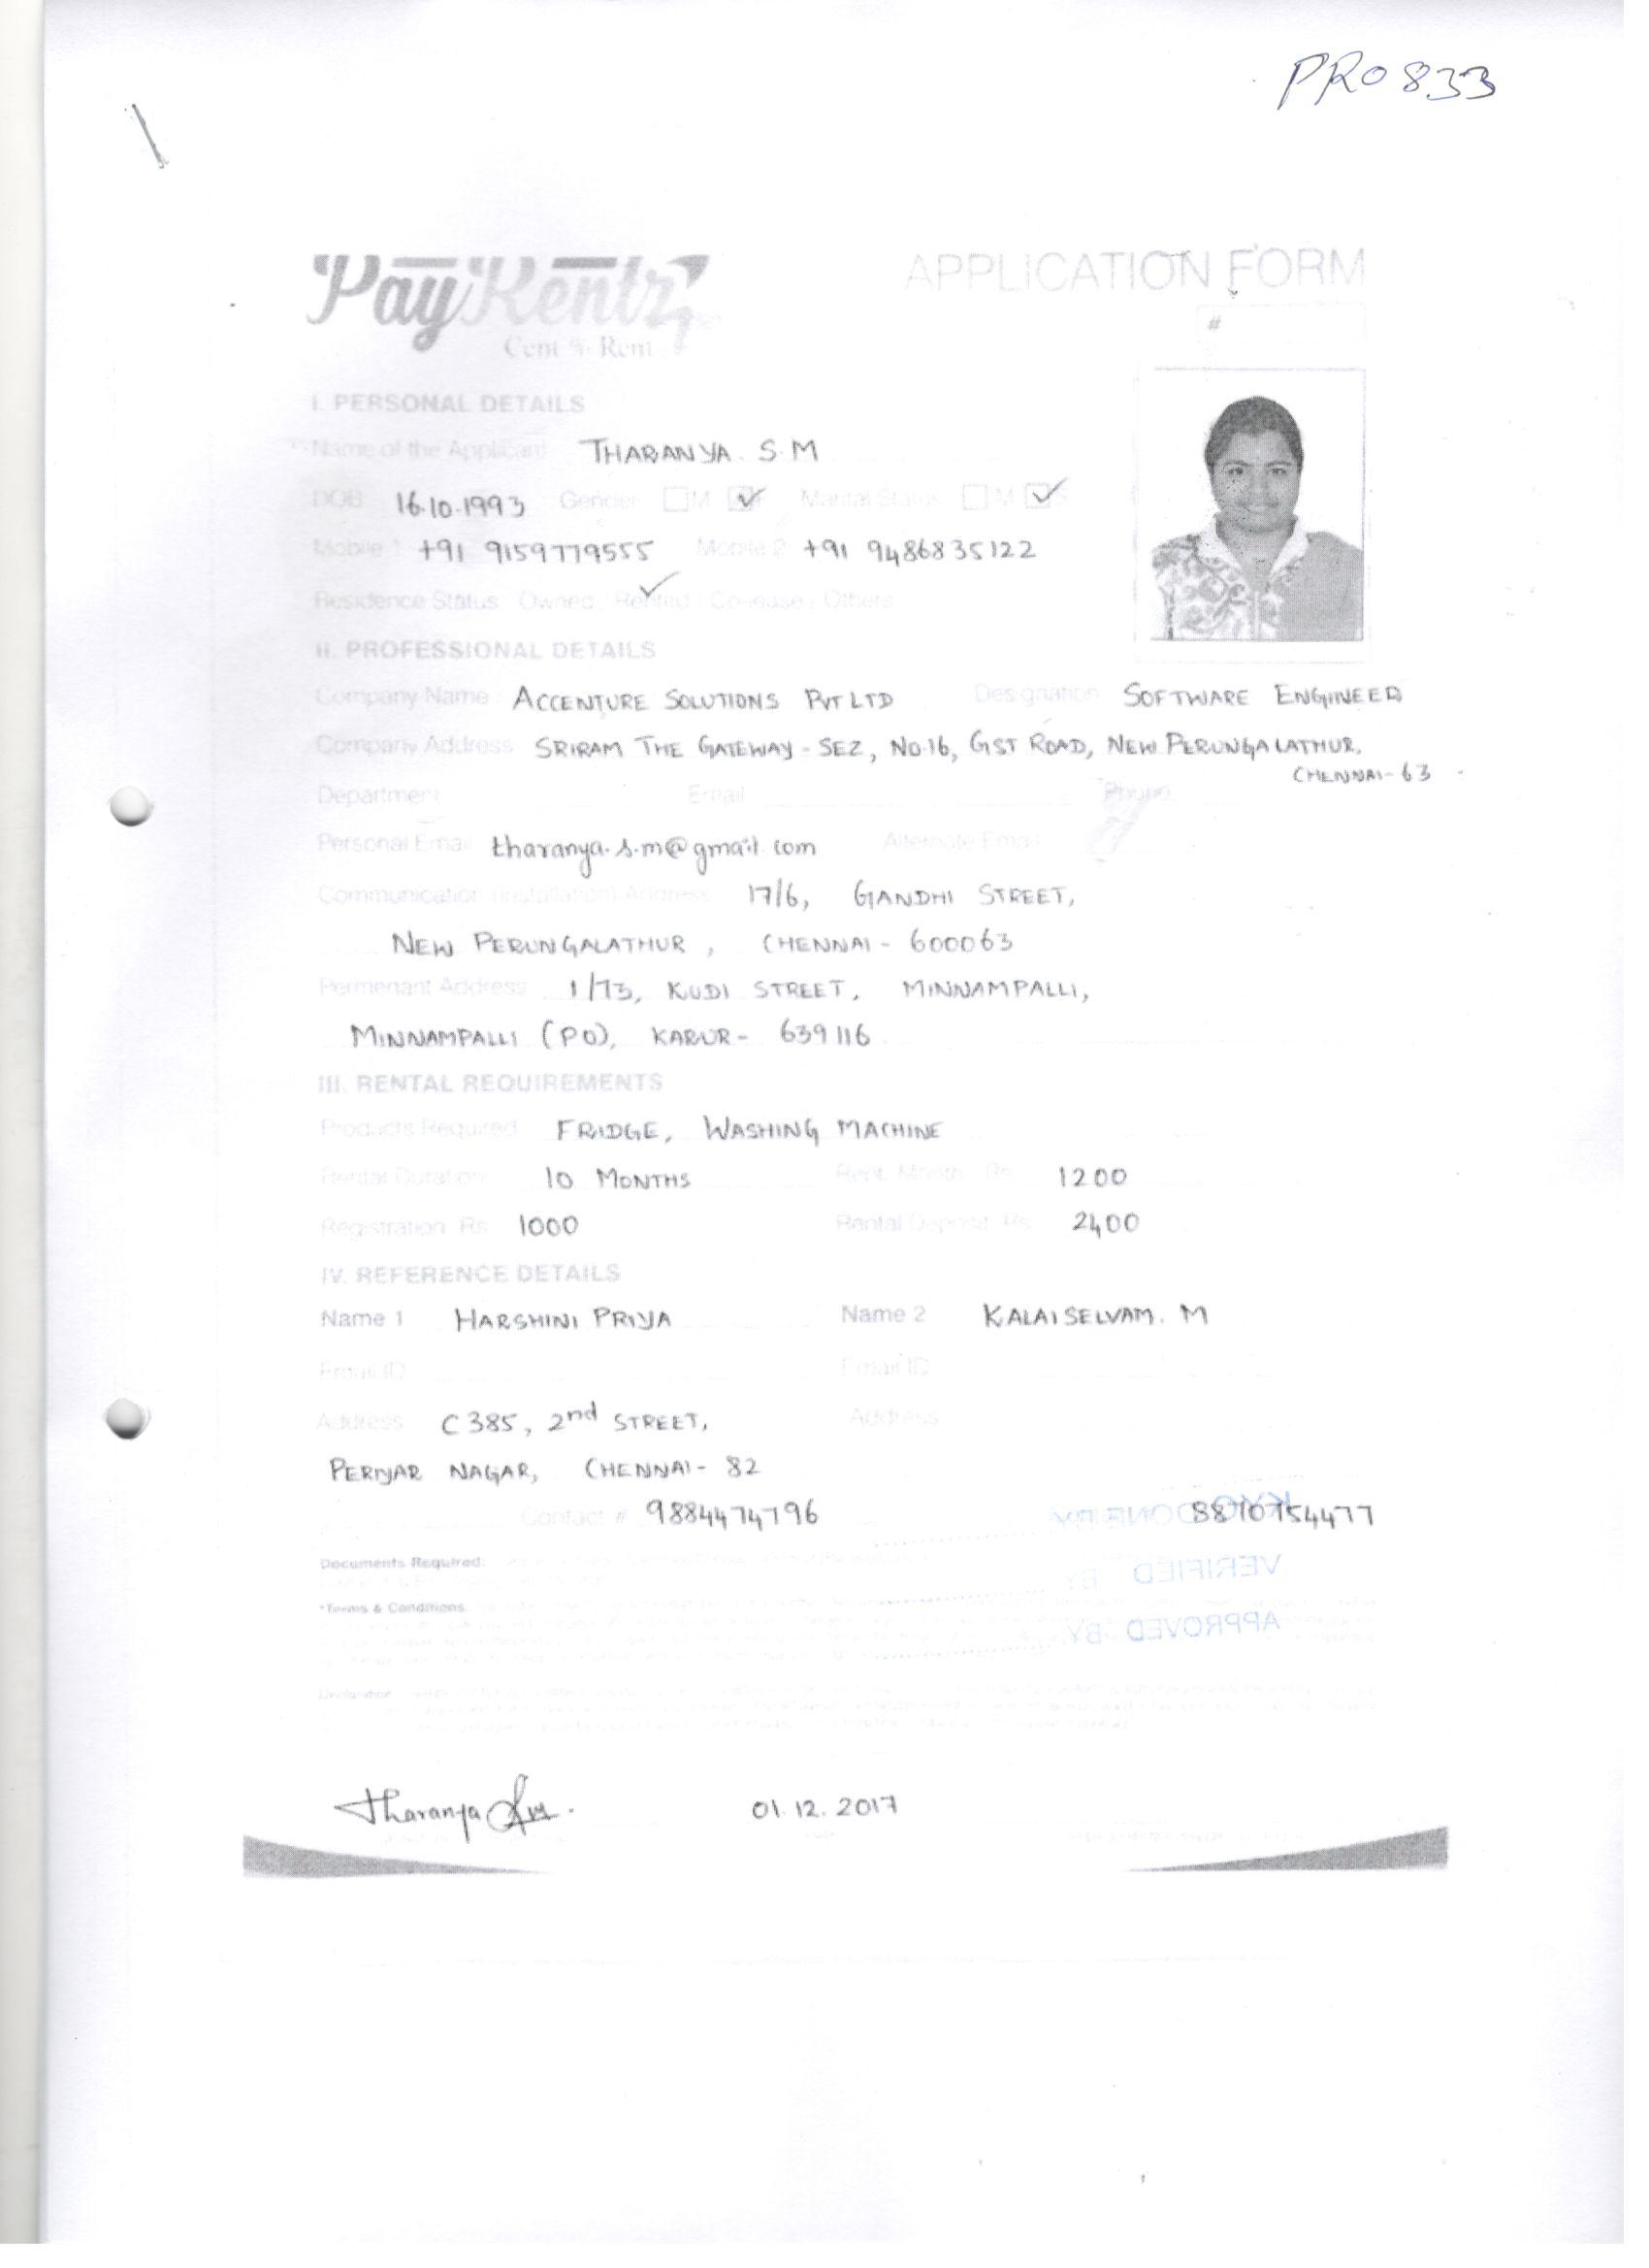 PRO 833
PayRentz
APPLICATION FORM
Cent % Rent
#
I. PERSONAL DETAILS
Name of the Applicant THARANYA. S.M
DOB 16.10.1993 Gender M Marital Status M S
Mobile 1 +91 9159779555 Mobile 2 +91 9486835122
Residence Status Owned / Rented / Co-lease / Others
II. PROFESSIONAL DETAILS
Company Name ACCENTURE SOLUTIONS PVT LTD Designation SOFTWARE ENGINEER
Company Address SRIRAM THE GATEWAY - SEZ, NO.16, GST ROAD, NEW PERUNGALATHUR,
CHENNAI - 63
Department Email Phone
Personal Email tharanya.s.m@gmail.com Alternate Email
Communication (Installation) Address 17/6, GANDHI STREET,
NEW PERUNGALATHUR, CHENNAI - 600063
Permenant Address 1/73, KUDI STREET, MINNAMPALLI,
MINNAMPALLI (PO), KARUR - 639116
III. RENTAL REQUIREMENTS
Products Required FRIDGE, WASHING MACHINE
Rental Duration 10 MONTHS Rent / Month Rs 1200
Registration Rs 1000 Rental Deposit Rs 2400
IV. REFERENCE DETAILS
Name 1 HARSHINI PRIYA Name 2 KALAISELVAM. M
Email ID Email ID
Address C 385, 2nd STREET, Address
PERIYAR NAGAR, CHENNAI - 82
Contact # 9884474796 8810754477
KYC DONE BY
Documents Required:
VERIFIED BY
*Terms & Conditions
APPROVED BY
Declaration
Tharanya
01.12.2017